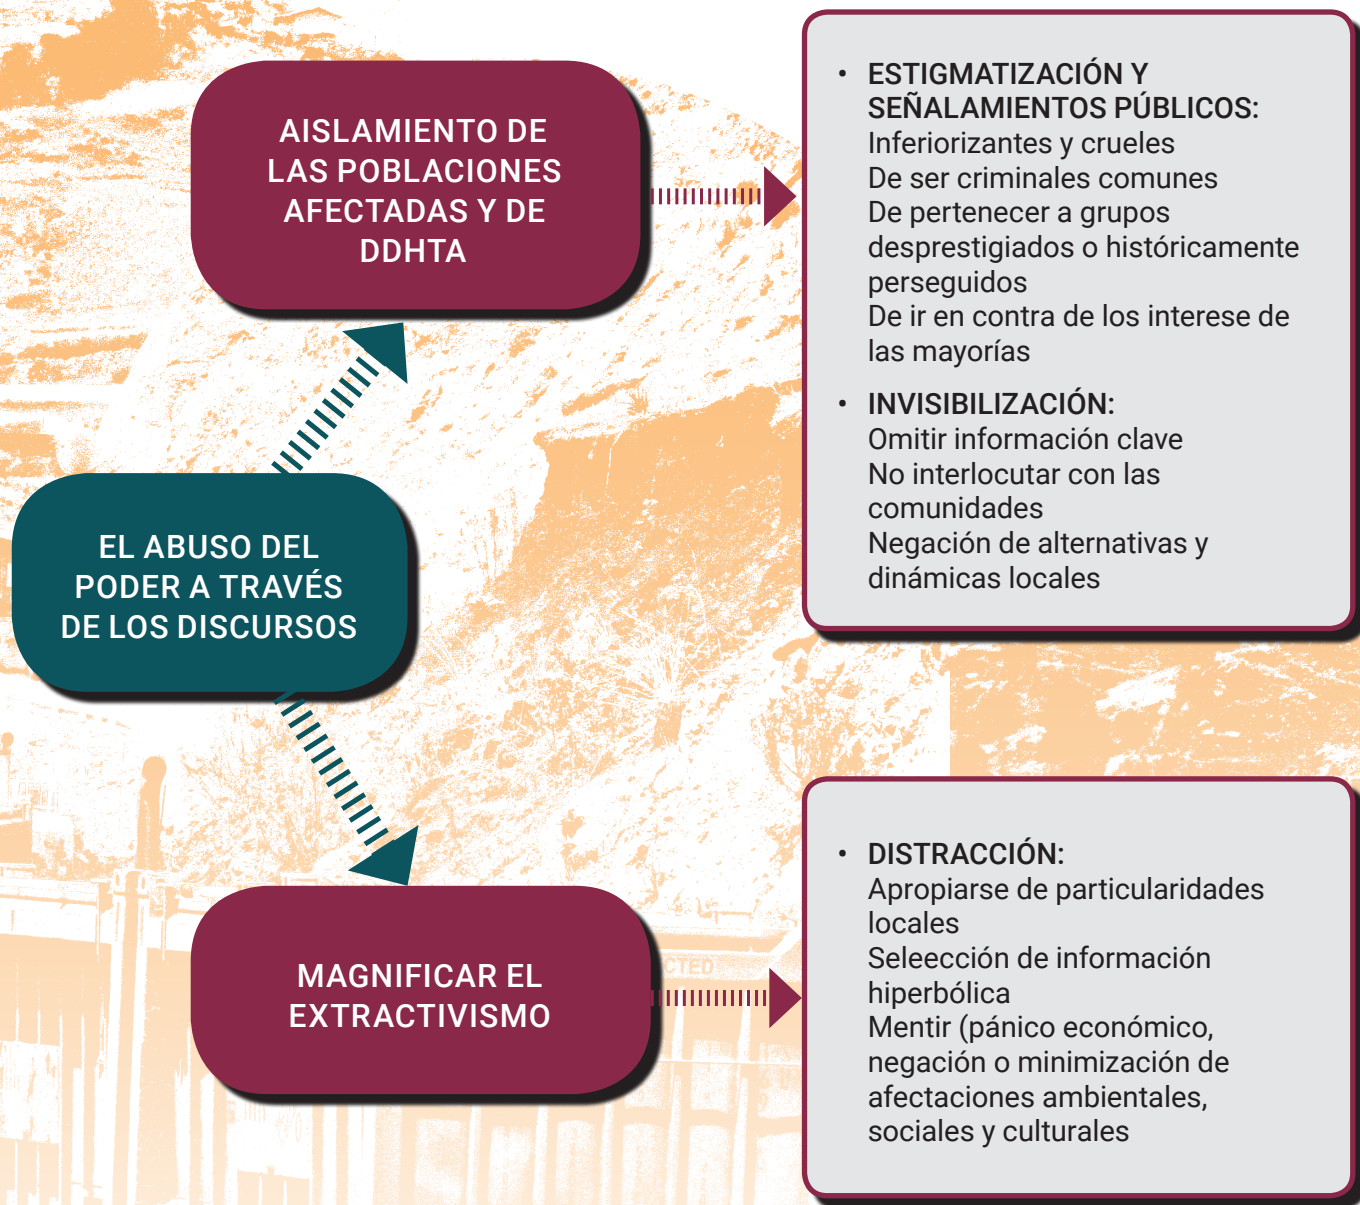 AISLAMIENTO DE
LAS POBLACIONES
AFECTADAS Y DE
DDHTA
• ESTIGMATIZACIÓN Y
SEÑALAMIENTOS PÚBLICOS:
Inferiorizantes y crueles
De ser criminales comunes
De pertenecer a grupos
desprestigiados o históricamente
perseguidos
De ir en contra de los interese de
las mayorías
• INVISIBILIZACIÓN:
Omitir información clave
No interlocutar con las
comunidades
Negación de alternativas y
dinámicas locales
EL ABUSO DEL
PODER A TRAVÉS
DE LOS DISCURSOS
MAGNIFICAR EL
EXTRACTIVISMO
CTED
• DISTRACCIÓN:
Apropiarse de particularidades
locales
Seleección de información
hiperbólica
Mentir (pánico económico,
negación o minimización de
afectaciones ambientales,
sociales y culturales